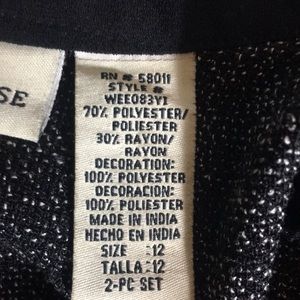 SE
RN # 58011
STYLE #
WEE083YI
70% POLYESTER/
POLIESTER
30% RAYON/
RAYON
DECORATION:
100% POLYESTER
DECORACION:
100% POLIESTER
MADE IN INDIA
HECHO EN INDIA
SIZE :12
TALLA :12
2-PC SET